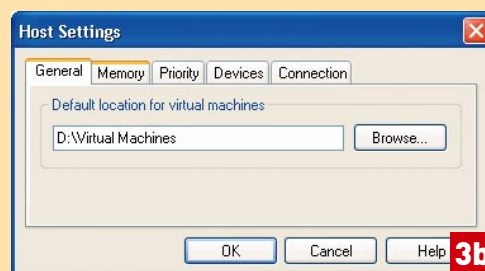 Host Settings
General Memory Priority Devices Connection
Default location for virtual machines
D:\Virtual Machines Browse...
OK Cancel Help 3b